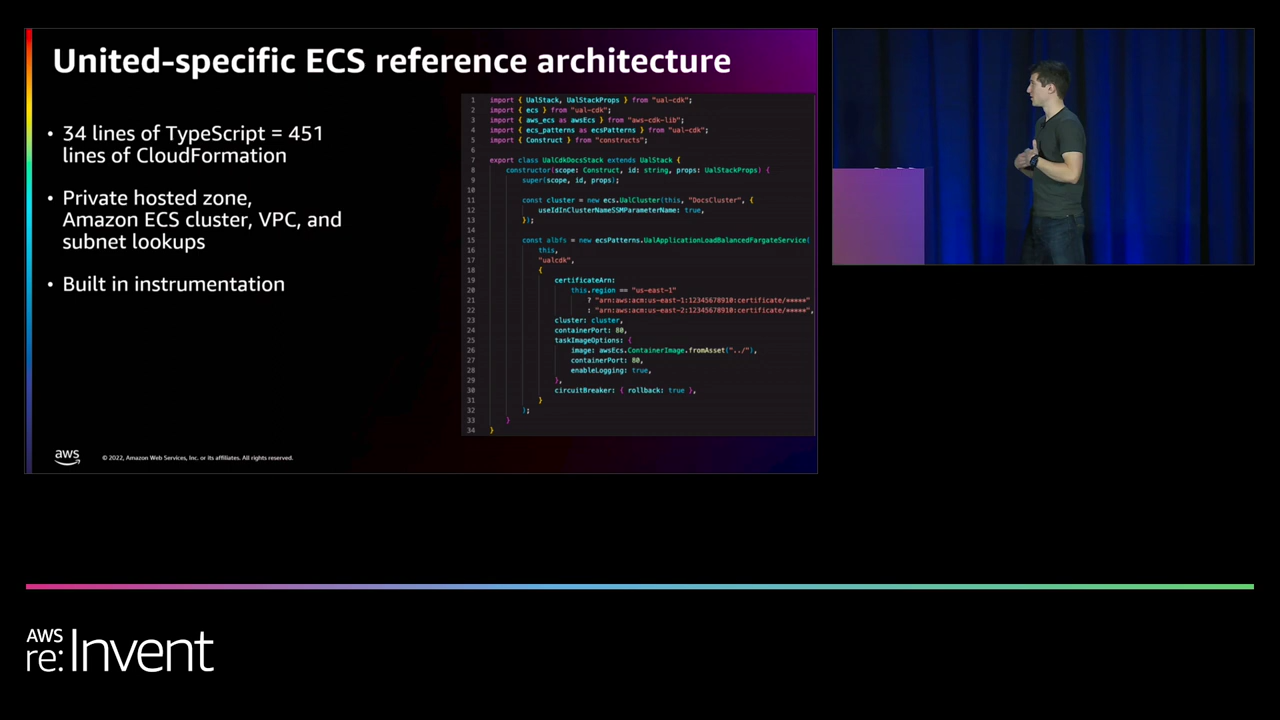 United-specific ECS reference architecture
• 34 lines of TypeScript = 451
lines of CloudFormation
• Private hosted zone,
Amazon ECS cluster, VPC, and
subnet lookups
• Built in instrumentation
1 import { UalStack, UalStackProps } from "ual-cdk";
2 import { ecs } from "ual-cdk";
3 import { aws_ecs as awsEcs } from "aws-cdk-lib";
4 import { ecs_patterns as ecsPatterns } from "ual-cdk";
5 import { Construct } from "constructs";
6
7 export class UalCdkDocsStack extends UalStack {
8 constructor(scope: Construct, id: string, props: UalStackProps) {
9 super(scope, id, props);
10
11 const cluster = new ecs.UalCluster(this, "DocsCluster", {
12 useIdInClusterNameSSMParameterName: true,
13 });
14
15 const albfs = new ecsPatterns.UalApplicationLoadBalancedFargateService(
16 this,
17 "ualcdk",
18 {
19 certificateArn:
20 this.region == "us-east-1"
21 ? "arn:aws:acm:us-east-1:12345678910:certificate/*****"
22 : "arn:aws:acm:us-east-2:12345678910:certificate/*****",
23 cluster: cluster,
24 containerPort: 80,
25 taskImageOptions: {
26 image: awsEcs.ContainerImage.fromAsset("../"),
27 containerPort: 80,
28 enableLogging: true,
29 },
30 circuitBreaker: { rollback: true },
31 }
32 );
33 }
34 }
aws
© 2022, Amazon Web Services, Inc. or its affiliates. All rights reserved.
AWS
re:Invent